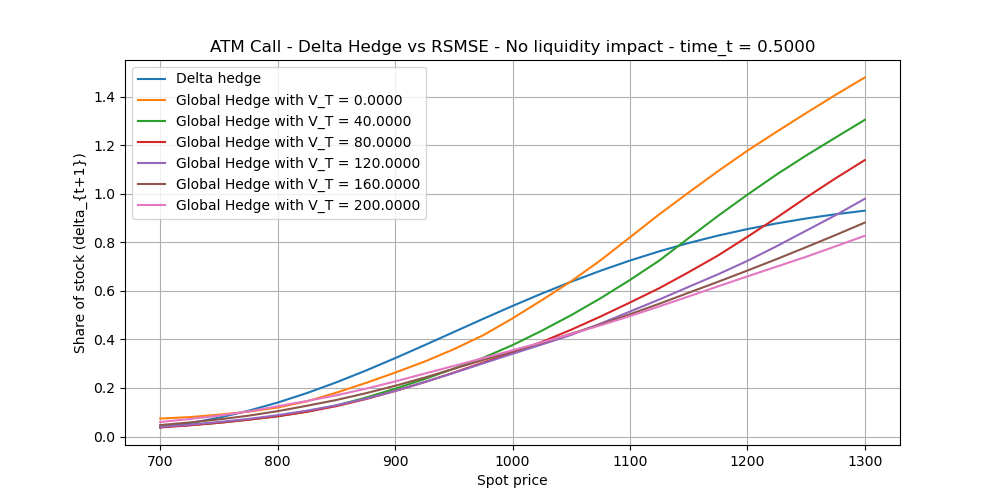 ATM Call - Delta Hedge vs RSMSE - No liquidity impact - time_t = 0.5000
Delta hedge
Global Hedge with V_T = 0.0000
Global Hedge with V_T = 40.0000
Global Hedge with V_T = 80.0000
Global Hedge with V_T = 120.0000
Global Hedge with V_T = 160.0000
Global Hedge with V_T = 200.0000
Share of stock (delta_{t+1})
1.4
1.2
1.0
0.8
0.6
0.4
0.2
0.0
700 800 900 1000 1100 1200 1300
Spot price